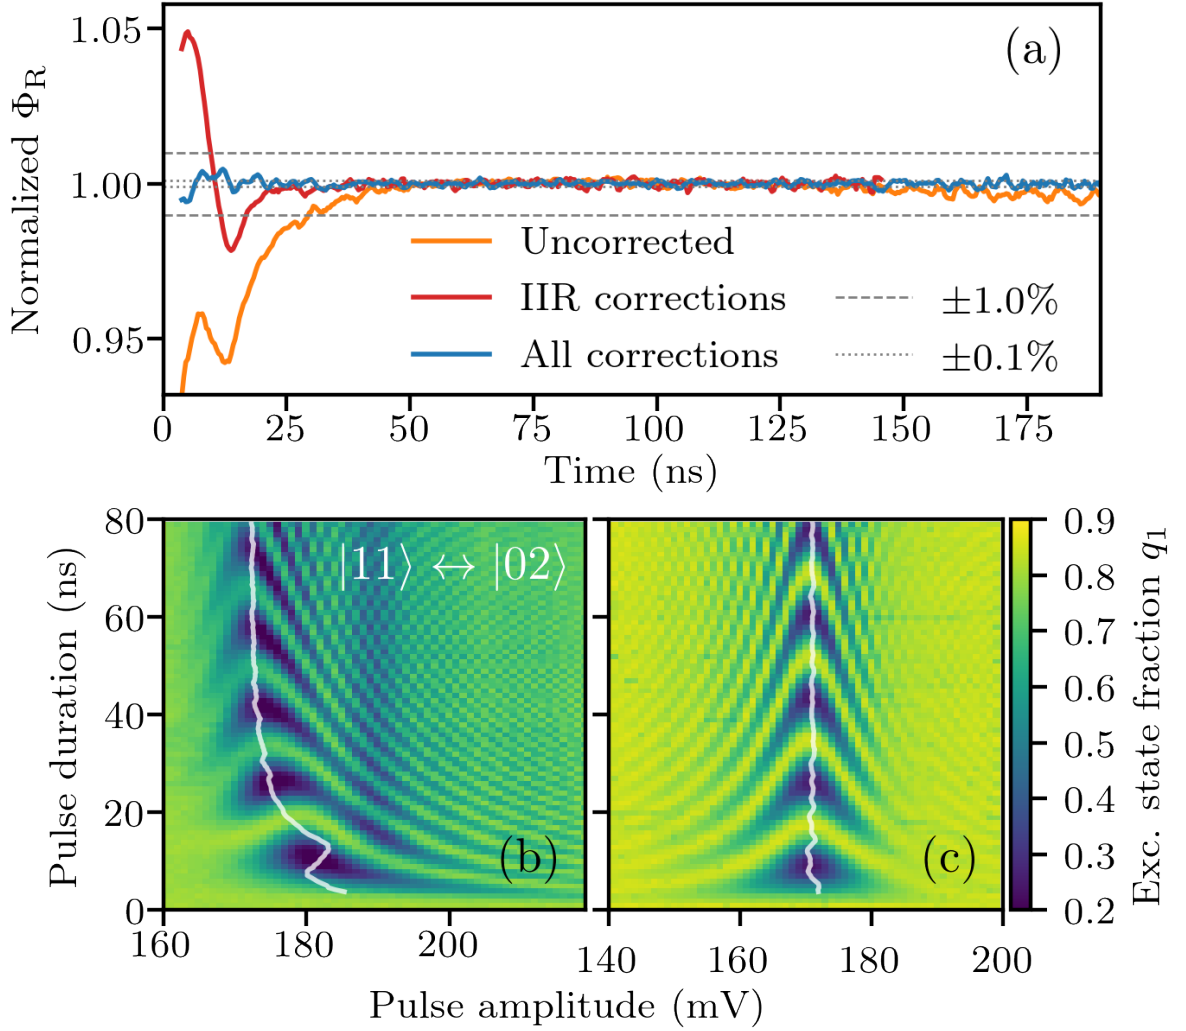 1.05
1.00
0.95
Normalized Φ_R
(a)
Uncorrected
IIR corrections
All corrections
±1.0%
±0.1%
0 25 50 75 100 125 150 175
Time (ns)
80
60
40
20
0
Pulse duration (ns)
|11⟩ ↔ |02⟩
(b)
(c)
160 180 200
140 160 180 200
Pulse amplitude (mV)
0.9
0.8
0.7
0.6
0.5
0.4
0.3
0.2
Exc. state fraction q₁